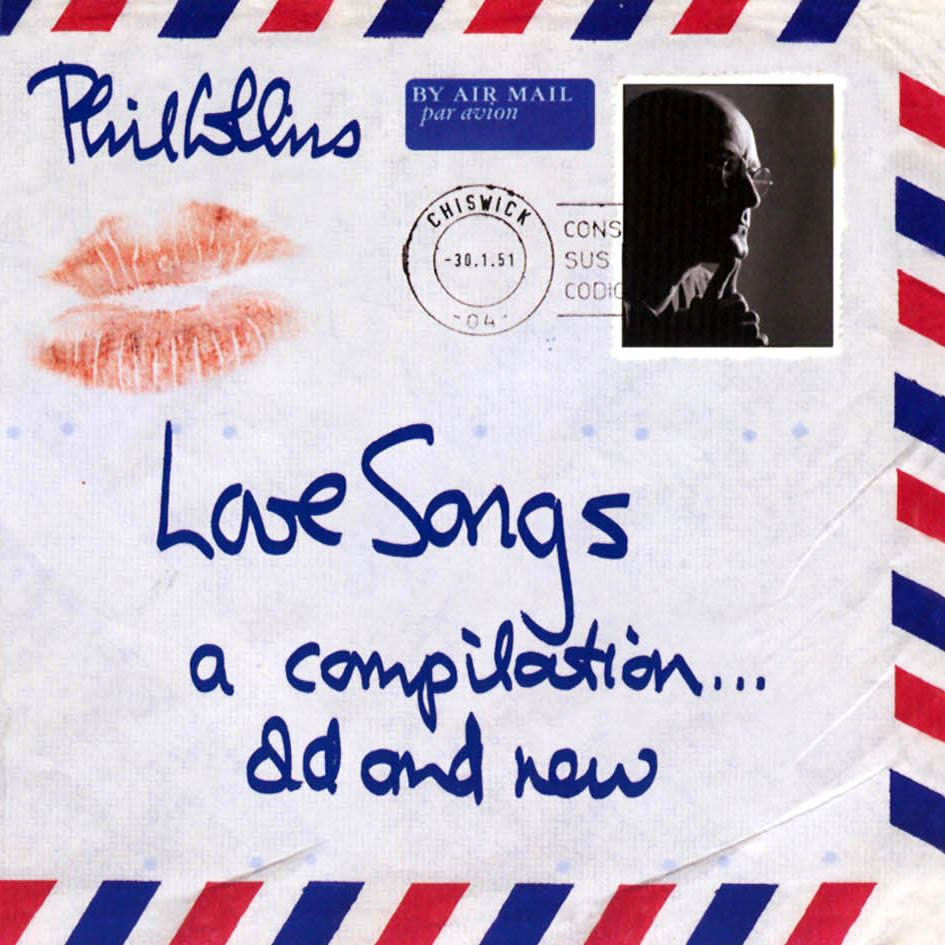 Phil Collins
BY AIR MAIL
par avion
CHISWICK
-30.1.51
-04-
CONS
SUS
CODIC
Love Songs
a compilation...
Old and new